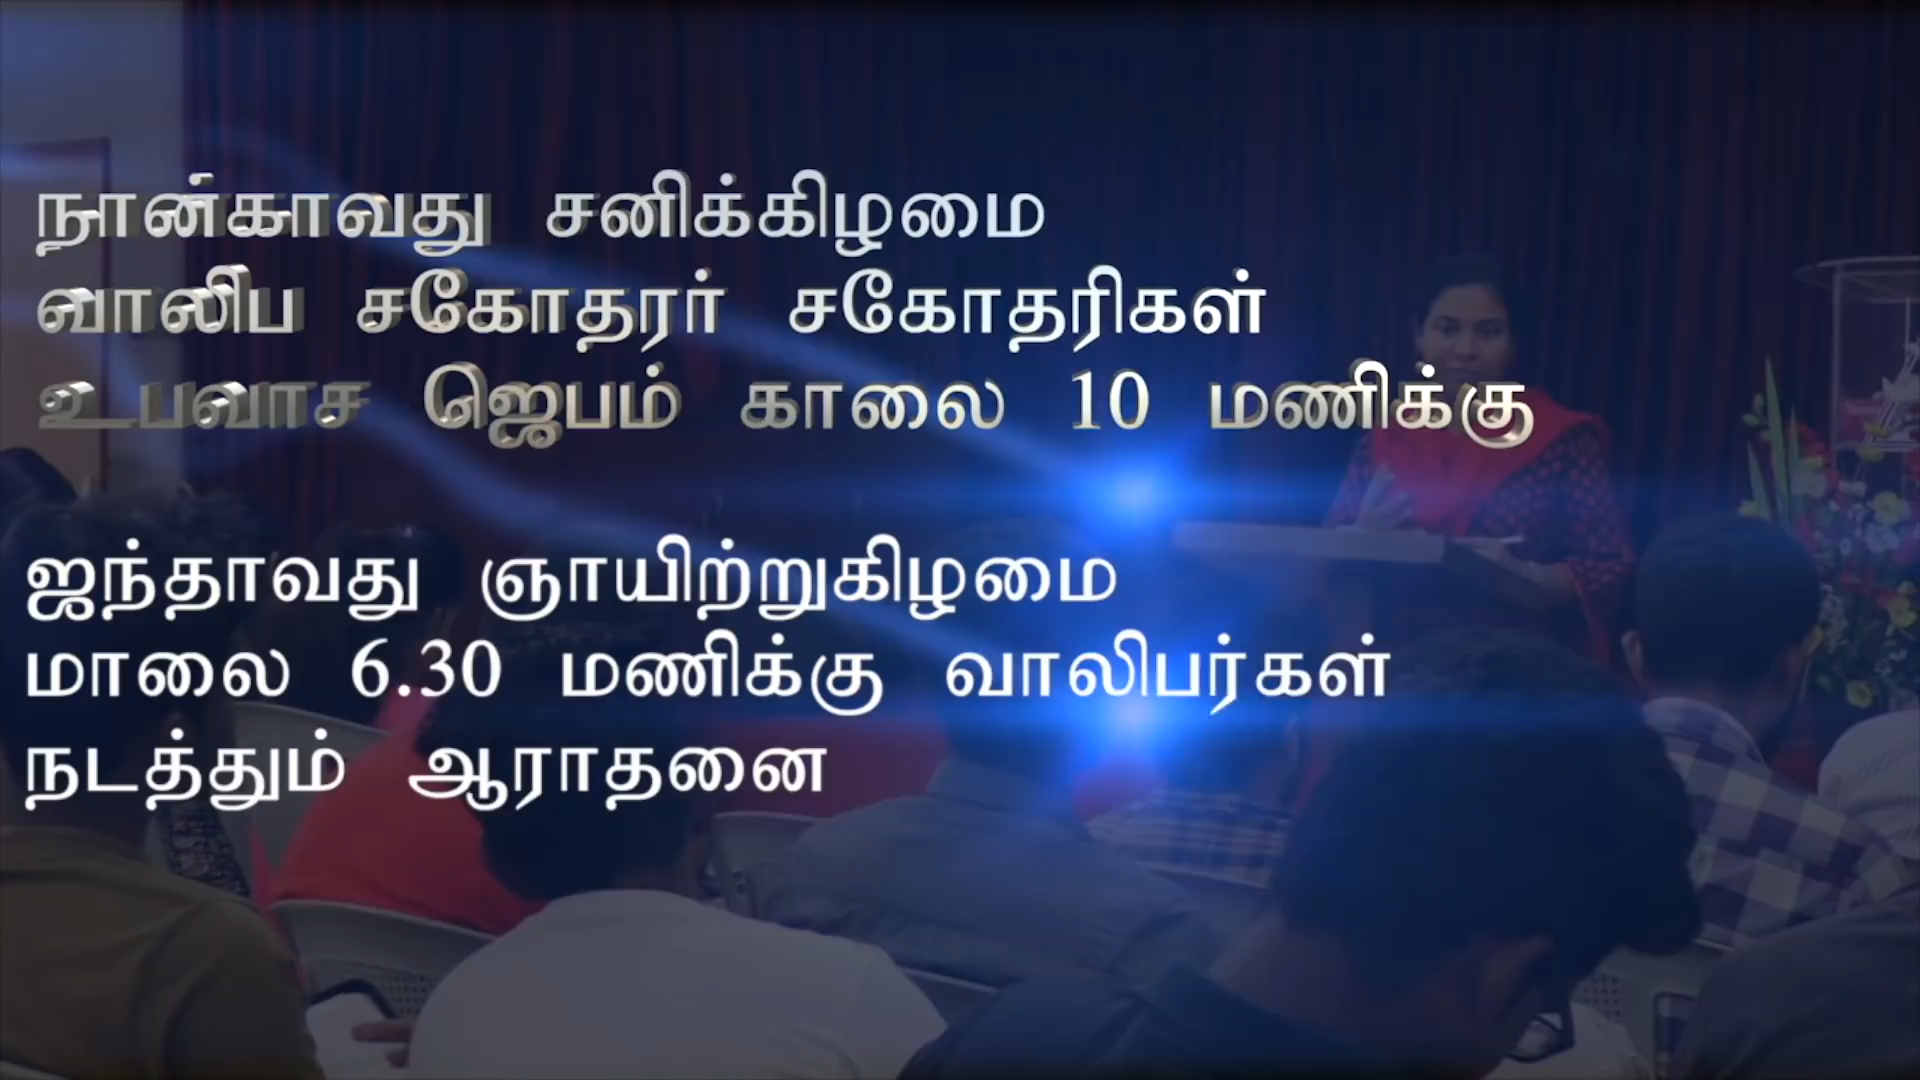 நான்காவது சனிக்கிழமை
வாலிப சகோதரர் சகோதரிகள்
உபவாச ஜெபம் காலை 10 மணிக்கு
ஐந்தாவது ஞாயிற்றுகிழமை
மாலை 6.30 மணிக்கு வாலிபர்கள்
நடத்தும் ஆராதனை